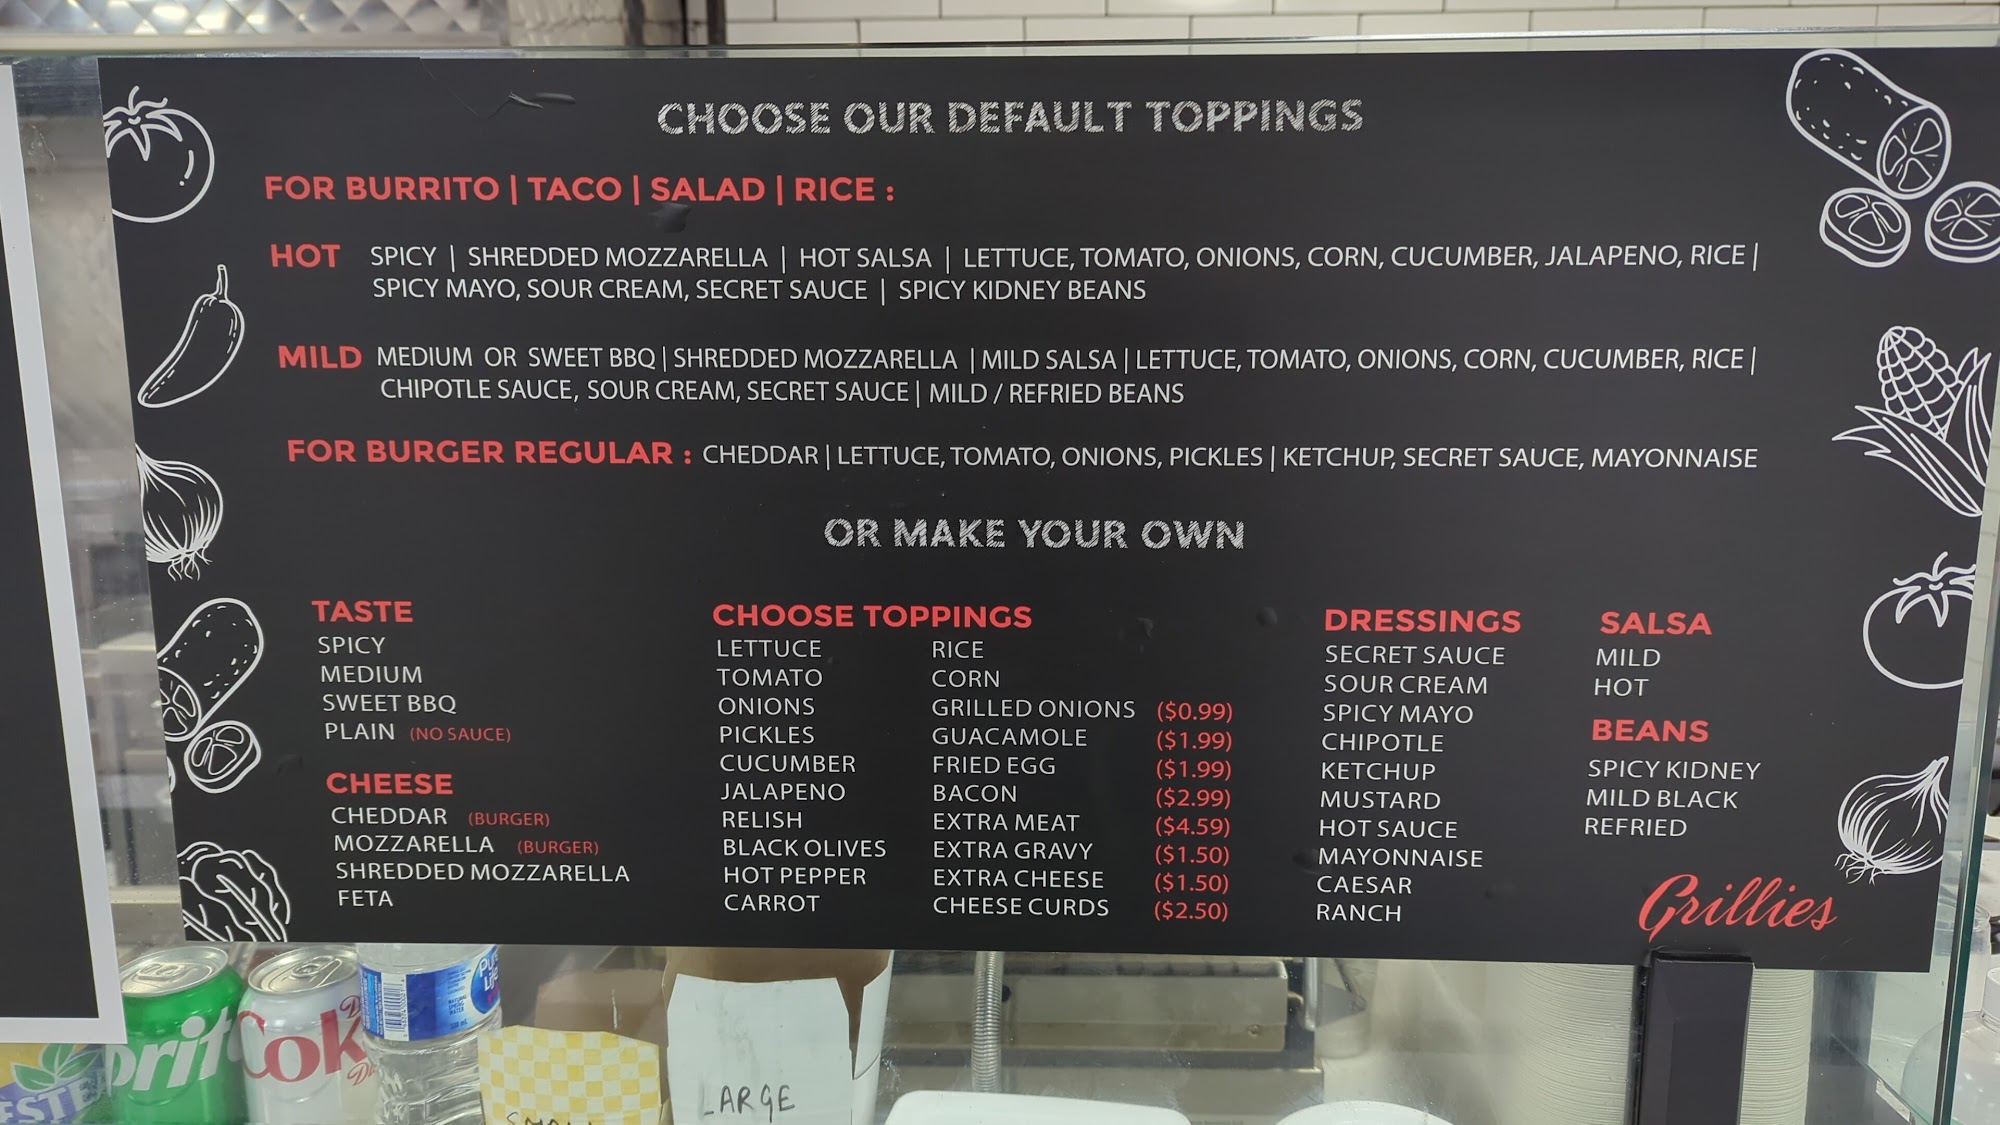 CHOOSE OUR DEFAULT TOPPINGS
FOR BURRITO | TACO | SALAD | RICE :
HOT SPICY | SHREDDED MOZZARELLA | HOT SALSA | LETTUCE, TOMATO, ONIONS, CORN, CUCUMBER, JALAPENO, RICE |
SPICY MAYO, SOUR CREAM, SECRET SAUCE | SPICY KIDNEY BEANS
MILD MEDIUM OR SWEET BBQ | SHREDDED MOZZARELLA | MILD SALSA | LETTUCE, TOMATO, ONIONS, CORN, CUCUMBER, RICE |
CHIPOTLE SAUCE, SOUR CREAM, SECRET SAUCE | MILD / REFRIED BEANS
FOR BURGER REGULAR : CHEDDAR | LETTUCE, TOMATO, ONIONS, PICKLES | KETCHUP, SECRET SAUCE, MAYONNAISE
OR MAKE YOUR OWN
TASTE
SPICY
MEDIUM
SWEET BBQ
PLAIN (NO SAUCE)
CHEESE
CHEDDAR (BURGER)
MOZZARELLA (BURGER)
SHREDDED MOZZARELLA
FETA
CHOOSE TOPPINGS
LETTUCE
TOMATO
ONIONS
PICKLES
CUCUMBER
JALAPENO
RELISH
BLACK OLIVES
HOT PEPPER
CARROT
RICE
CORN
GRILLED ONIONS ($0.99)
GUACAMOLE ($1.99)
FRIED EGG ($1.99)
BACON ($2.99)
EXTRA MEAT ($4.59)
EXTRA GRAVY ($1.50)
EXTRA CHEESE ($1.50)
CHEESE CURDS ($2.50)
DRESSINGS
SECRET SAUCE
SOUR CREAM
SPICY MAYO
CHIPOTLE
KETCHUP
MUSTARD
HOT SAUCE
MAYONNAISE
CAESAR
RANCH
SALSA
MILD
HOT
BEANS
SPICY KIDNEY
MILD BLACK
REFRIED
Grillies
Coke
LARGE